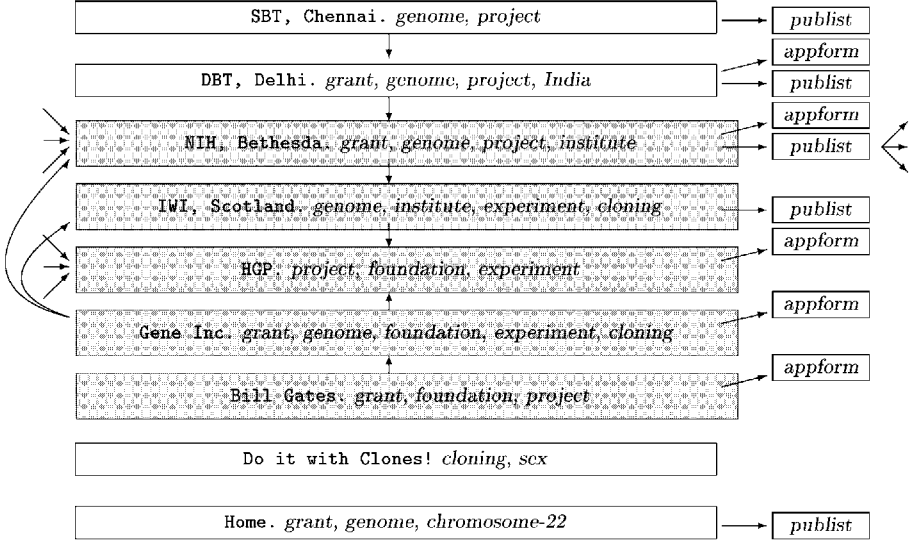 SBT, Chennai. genome, project
publist
appform
DBT, Delhi. grant, genome, project, India
publist
appform
NIH, Bethesda. grant, genome, project, institute
publist
IWI, Scotland. genome, institute, experiment, cloning
publist
appform
HGP. project, foundation, experiment
appform
Gene Inc. grant, genome, foundation, experiment, cloning
appform
Bill Gates. grant, foundation, project
Do it with Clones! cloning, scx
Home. grant, genome, chromosome-22
publist